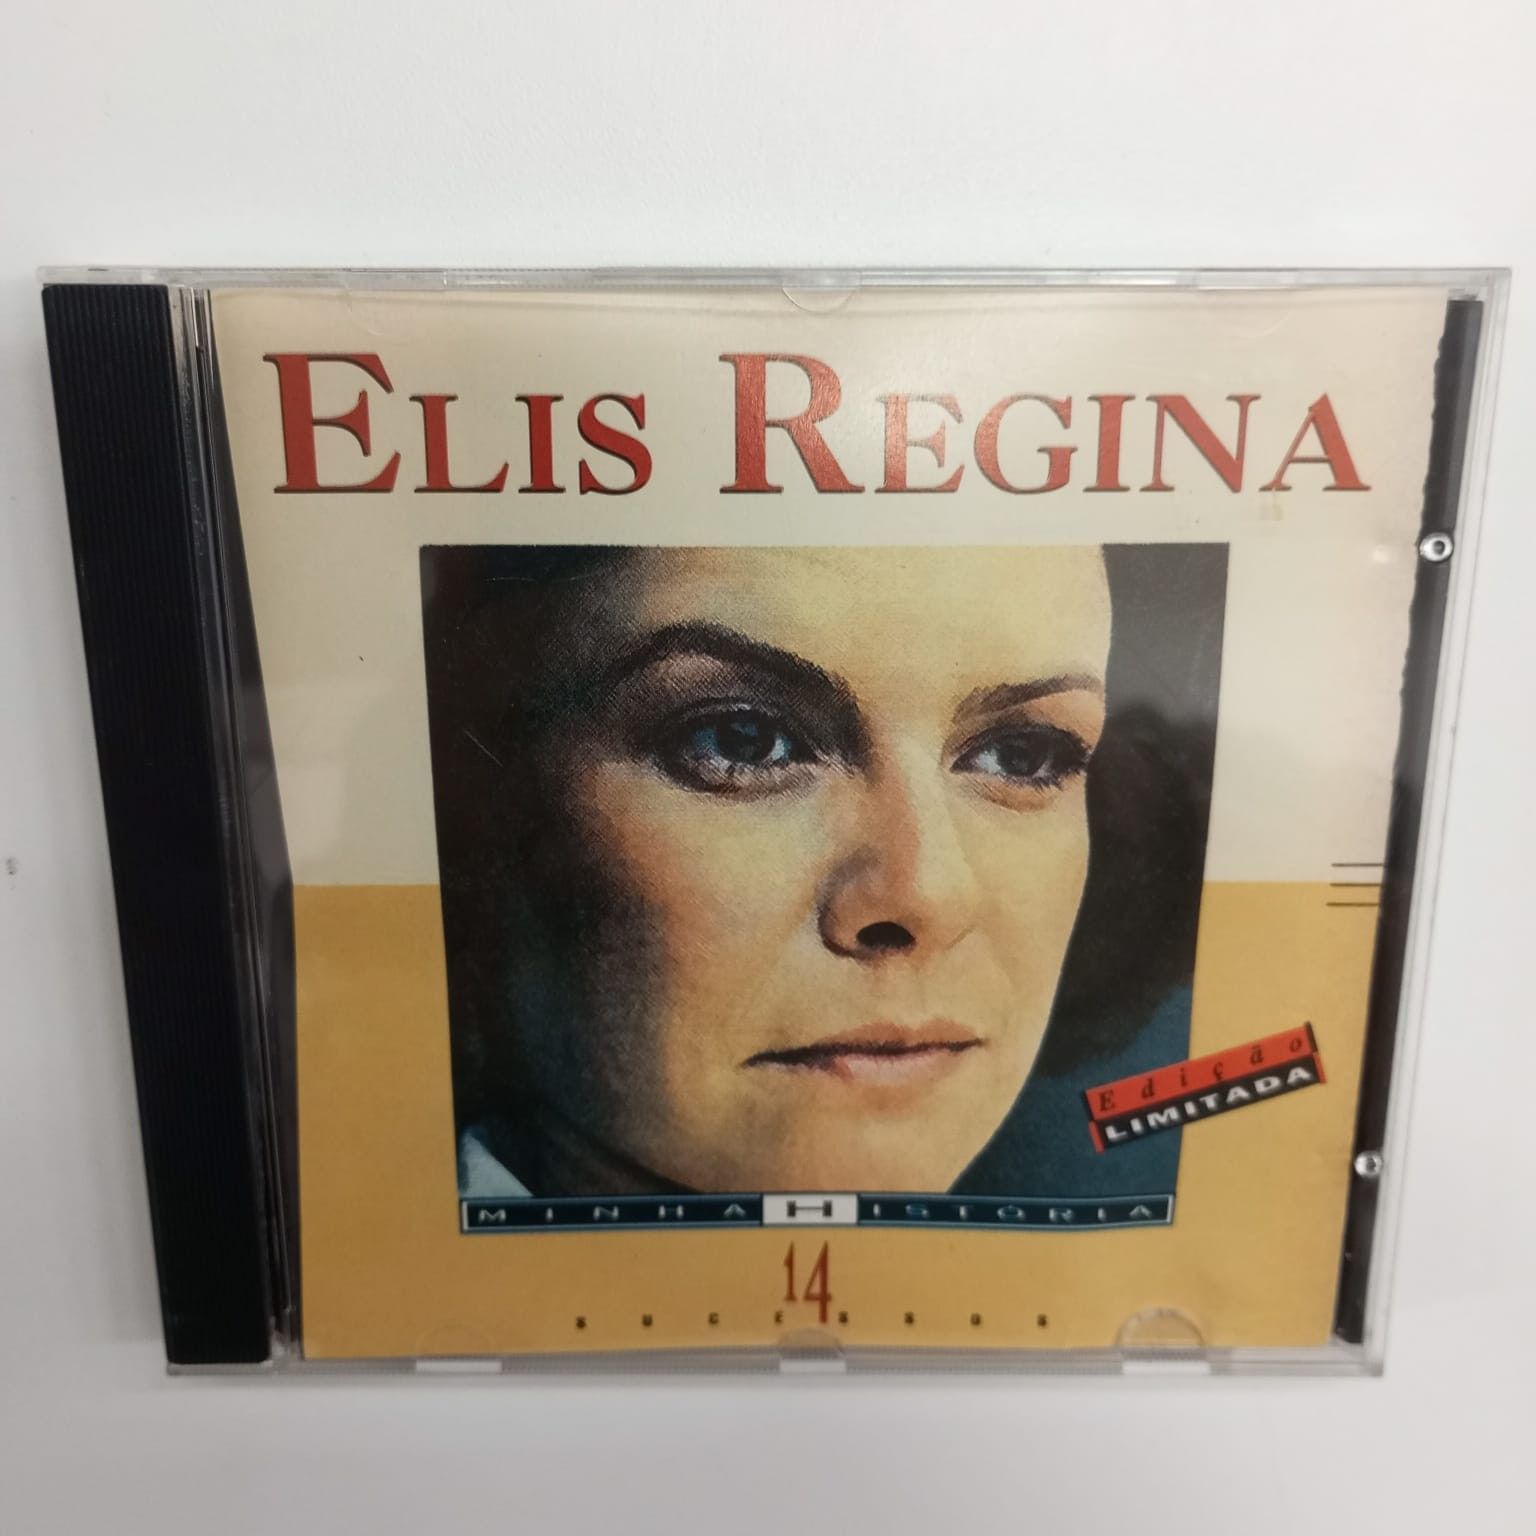 ELIS REGINA
Edição
LIMITADA
MINHA HISTÓRIA
14
SUCESSOS